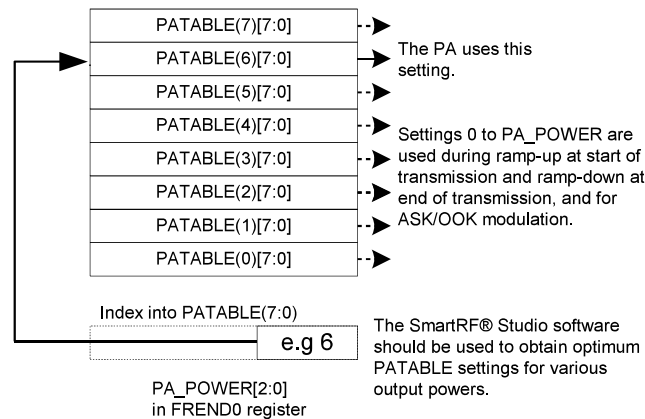 PATABLE(7)[7:0]
PATABLE(6)[7:0]
PATABLE(5)[7:0]
PATABLE(4)[7:0]
PATABLE(3)[7:0]
PATABLE(2)[7:0]
PATABLE(1)[7:0]
PATABLE(0)[7:0]
The PA uses this
setting.
Settings 0 to PA_POWER are
used during ramp-up at start of
transmission and ramp-down at
end of transmission, and for
ASK/OOK modulation.
Index into PATABLE(7:0)
e.g 6
PA_POWER[2:0]
in FREND0 register
The SmartRF® Studio software
should be used to obtain optimum
PATABLE settings for various
output powers.